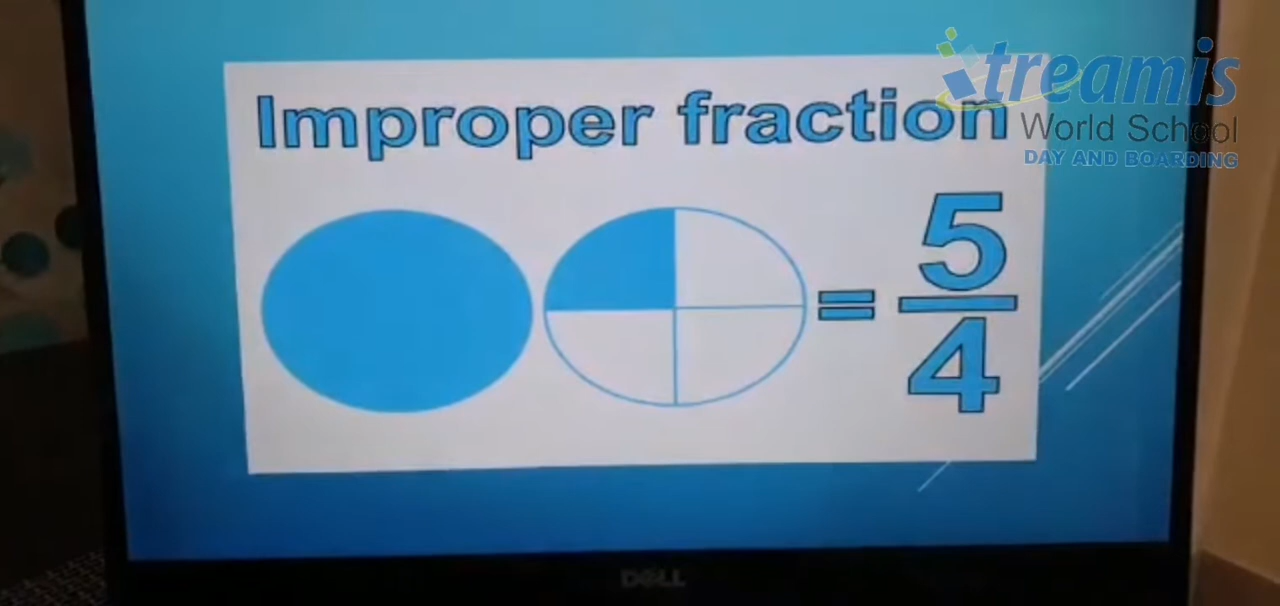 Improper fraction
treamis
World School
DAY AND BOARDING
=
5
4
DELL